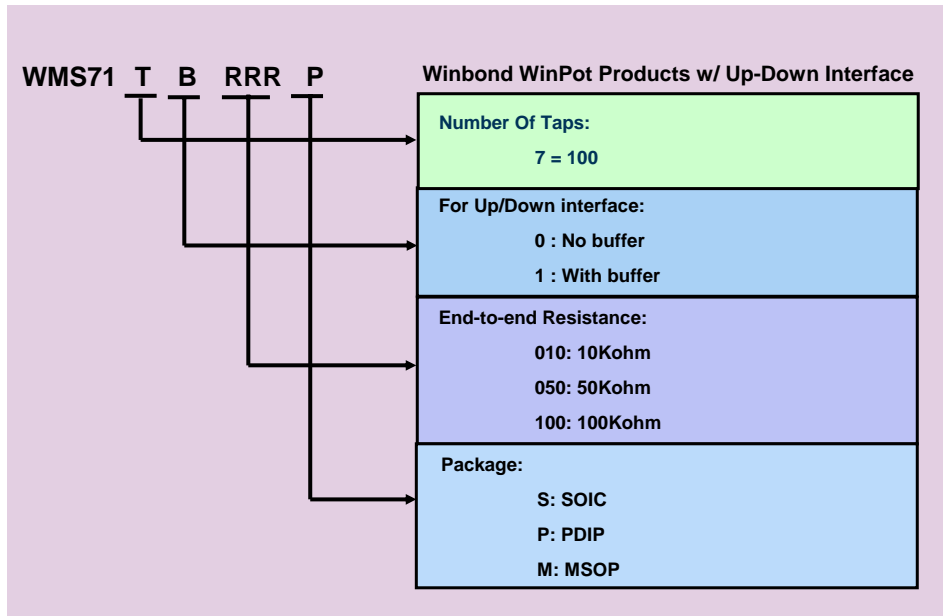 WMS71 T B RRR P
Winbond WinPot Products w/ Up-Down Interface
Number Of Taps:
7 = 100
For Up/Down interface:
0 : No buffer
1 : With buffer
End-to-end Resistance:
010: 10Kohm
050: 50Kohm
100: 100Kohm
Package:
S: SOIC
P: PDIP
M: MSOP